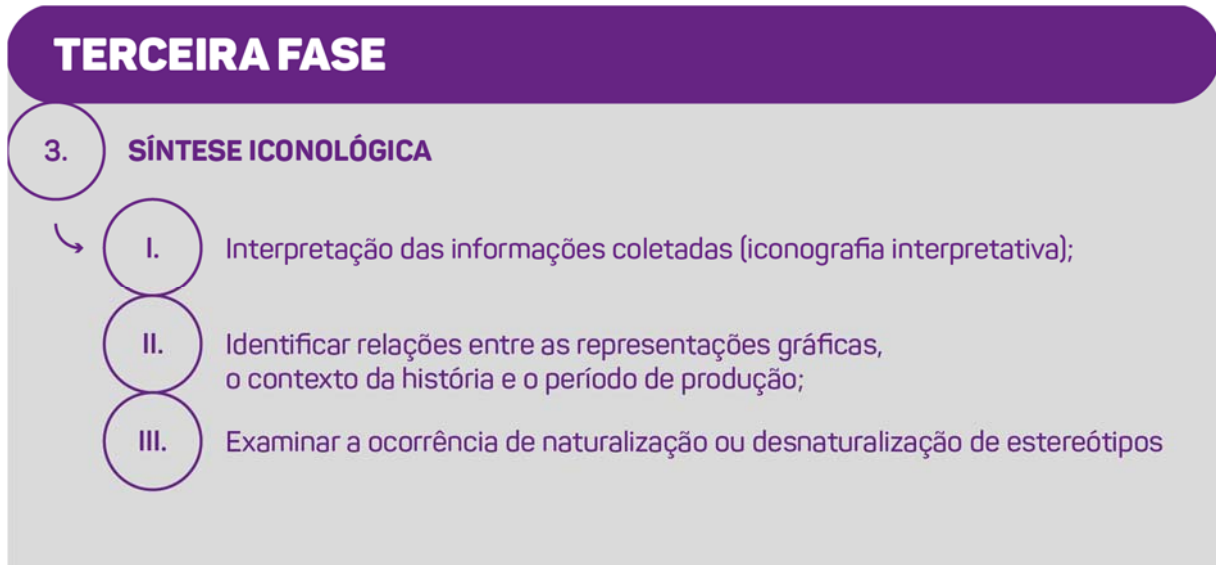 TERCEIRA FASE
3. SÍNTESE ICONOLÓGICA
I. Interpretação das informações coletadas (iconografia interpretativa);
II. Identificar relações entre as representações gráficas,
o contexto da história e o período de produção;
III. Examinar a ocorrência de naturalização ou desnaturalização de estereótipos